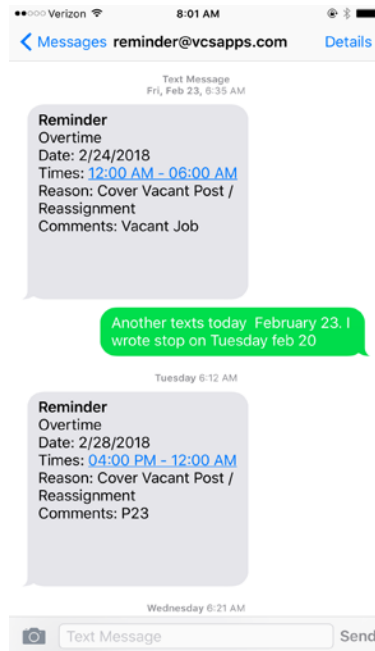 Verizon 8:01 AM
Messages reminder@vcsapps.com Details
Text Message
Fri, Feb 23, 6:35 AM
Reminder
Overtime
Date: 2/24/2018
Times: 12:00 AM - 06:00 AM
Reason: Cover Vacant Post /
Reassignment
Comments: Vacant Job
Another texts today February 23. I
wrote stop on Tuesday feb 20
Tuesday 6:12 AM
Reminder
Overtime
Date: 2/28/2018
Times: 04:00 PM - 12:00 AM
Reason: Cover Vacant Post /
Reassignment
Comments: P23
Wednesday 6:21 AM
Text Message Send